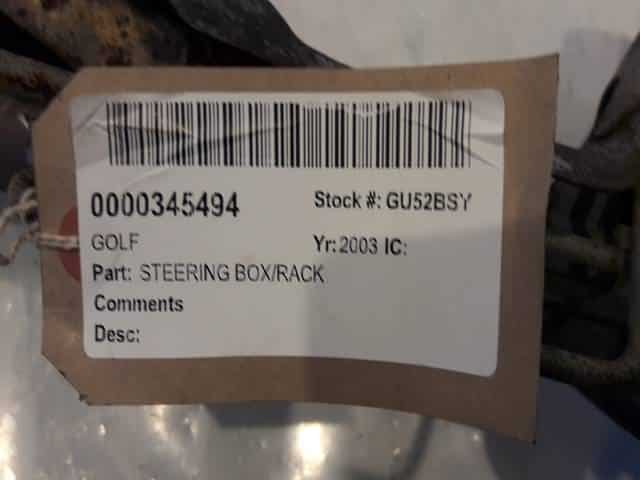 0000345494 Stock #: GU52BSY
GOLF Yr: 2003 IC:
Part: STEERING BOX/RACK
Comments
Desc: